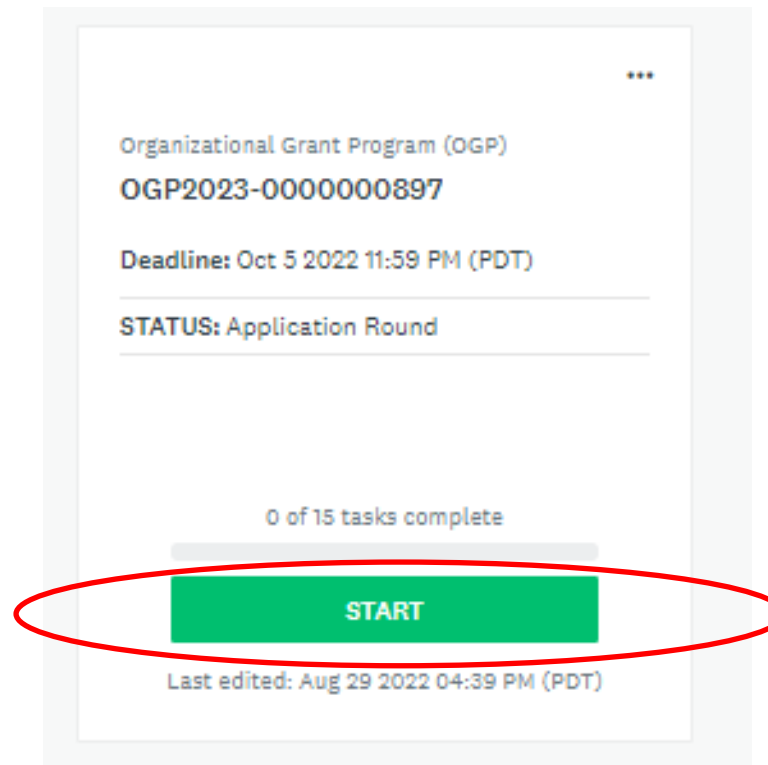 Organizational Grant Program (OGP)
OGP2023-0000000897
Deadline: Oct 5 2022 11:59 PM (PDT)
STATUS: Application Round
0 of 15 tasks complete
START
Last edited: Aug 29 2022 04:39 PM (PDT)